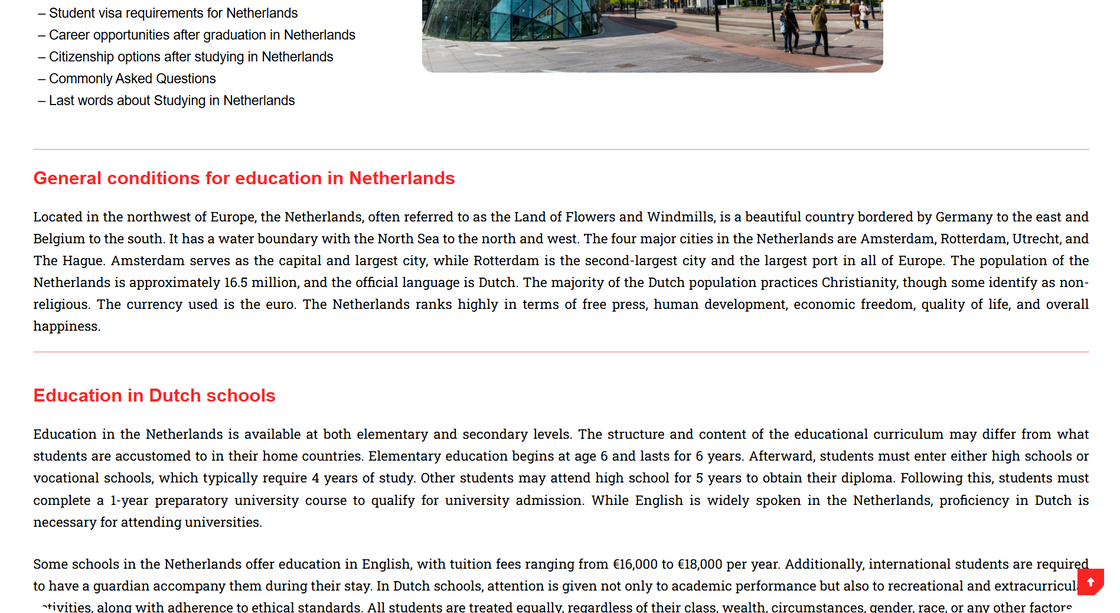 – Student visa requirements for Netherlands
– Career opportunities after graduation in Netherlands
– Citizenship options after studying in Netherlands
– Commonly Asked Questions
– Last words about Studying in Netherlands
General conditions for education in Netherlands
Located in the northwest of Europe, the Netherlands, often referred to as the Land of Flowers and Windmills, is a beautiful country bordered by Germany to the east and
Belgium to the south. It has a water boundary with the North Sea to the north and west. The four major cities in the Netherlands are Amsterdam, Rotterdam, Utrecht, and
The Hague. Amsterdam serves as the capital and largest city, while Rotterdam is the second-largest city and the largest port in all of Europe. The population of the
Netherlands is approximately 16.5 million, and the official language is Dutch. The majority of the Dutch population practices Christianity, though some identify as non-
religious. The currency used is the euro. The Netherlands ranks highly in terms of free press, human development, economic freedom, quality of life, and overall
happiness.
Education in Dutch schools
Education in the Netherlands is available at both elementary and secondary levels. The structure and content of the educational curriculum may differ from what
students are accustomed to in their home countries. Elementary education begins at age 6 and lasts for 6 years. Afterward, students must enter either high schools or
vocational schools, which typically require 4 years of study. Other students may attend high school for 5 years to obtain their diploma. Following this, students must
complete a 1-year preparatory university course to qualify for university admission. While English is widely spoken in the Netherlands, proficiency in Dutch is
necessary for attending universities.
Some schools in the Netherlands offer education in English, with tuition fees ranging from €16,000 to €18,000 per year. Additionally, international students are required
to have a guardian accompany them during their stay. In Dutch schools, attention is given not only to academic performance but also to recreational and
along with adherence to ethical standards. All students are treated equally, regardless of their class, wealth, circumstances, gender, race, or any other factors